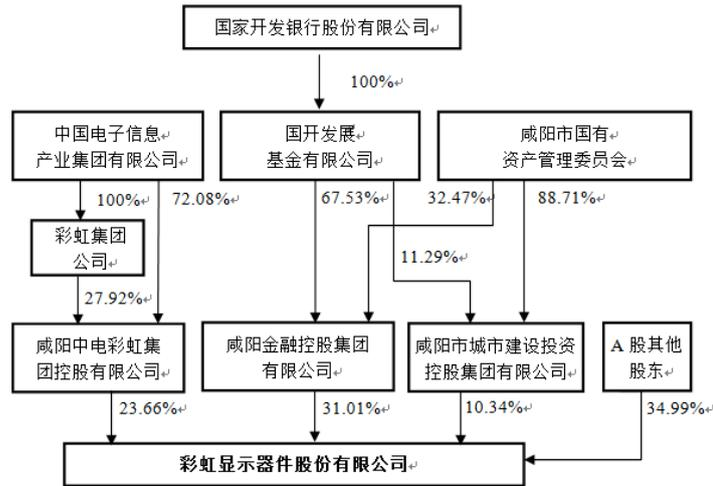 国家开发银行股份有限公司
100%
中国电子信息
产业集团有限公司
国开发展
基金有限公司
咸阳市国有
资产管理委员会
100%
72.08%
67.53%
32.47%
88.71%
彩虹集团
公司
11.29%
27.92%
咸阳中电彩虹集
团控股有限公司
咸阳金融控股集团
有限公司
咸阳市城市建设投资
控股集团有限公司
A 股其他
股东
23.66%
31.01%
10.34%
34.99%
彩虹显示器件股份有限公司